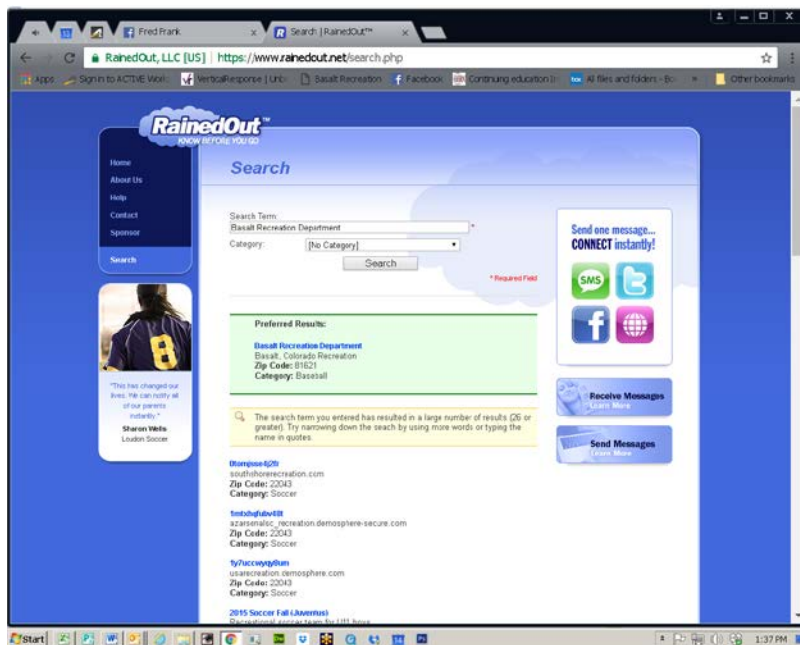 Fred Frank
Search | RainedOut™
RainedOut, LLC [US] https://www.rainedout.net/search.php
Apps
Sign in to ACTIVE Work
VerticalResponse | Unb
Basalt Recreation
Facebook
Continuing education
All files and folders - Bo
Other bookmarks
RainedOut™
KNOW BEFORE YOU GO
Home
About Us
Help
Contact
Sponsor
Search
8
"This has changed our
lives. We can notify all
of our parents
instantly."
Sharon Wells
Loudon Soccer
Search
Search Term:
Basalt Recreation Department *
Category: [No Category]
Search
* Required Field
Preferred Results:
Basalt Recreation Department
Basalt, Colorado Recreation
Zip Code: 81621
Category: Baseball
The search term you entered has resulted in a large number of results (26 or
greater). Try narrowing down the seach by using more words or typing the
name in quotes.
southshorerecreation.com
Zip Code: 22043
Category: Soccer
azarsenalsc_recreation.demosphere-secure.com
Zip Code: 22043
Category: Soccer
usarecreation.demosphere.com
Zip Code: 22043
Category: Soccer
2015 Soccer Fall (Juventus)
Recreational soccer team for U11 boys
Send one message...
CONNECT instantly!
SMS
Receive Messages
Learn More
Send Messages
Learn More
Start
1:37 PM